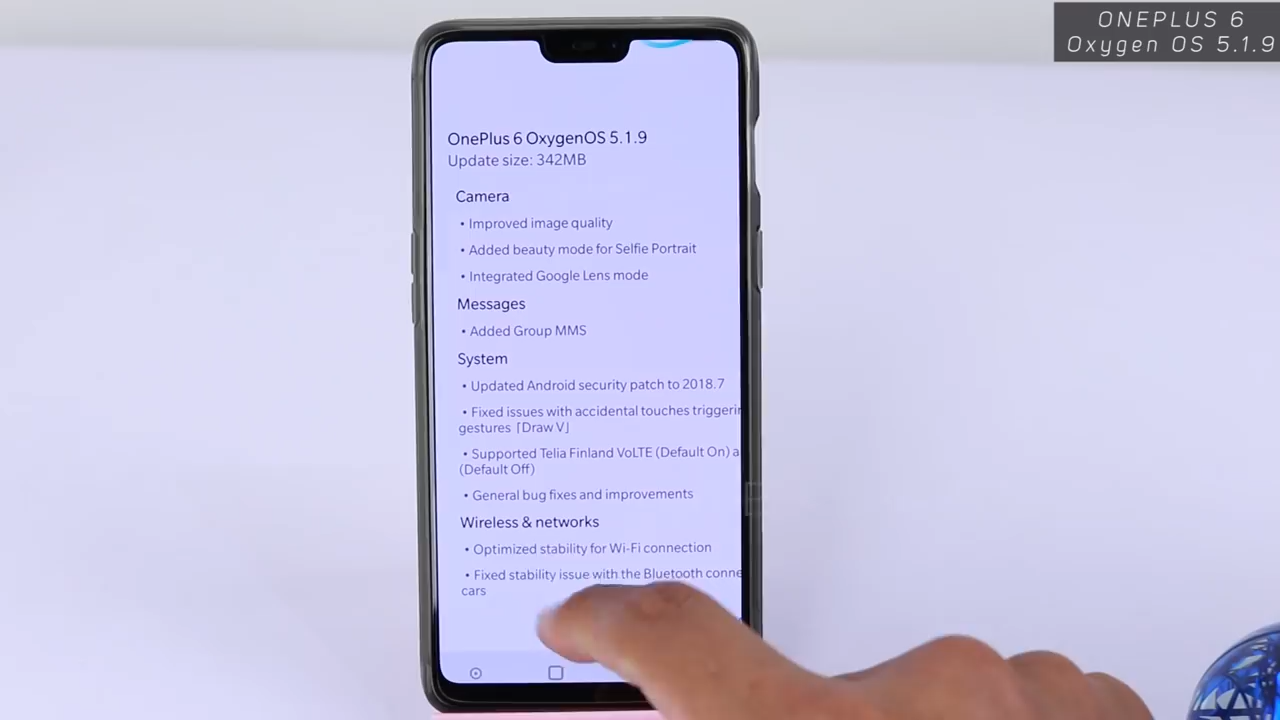 ONEPLUS 6
Oxygen OS 5.1.9
OnePlus 6 OxygenOS 5.1.9
Update size: 342MB
Camera
• Improved image quality
• Added beauty mode for Selfie Portrait
• Integrated Google Lens mode
Messages
• Added Group MMS
System
• Updated Android security patch to 2018.7
• Fixed issues with accidental touches
gestures「Draw V」
• Supported Telia Finland VoLTE (Default On)
(Default Off)
• General bug fixes and improvements
Wireless & networks
• Optimized stability for Wi-Fi connection
• Fixed stability issue with the Bluetooth
cars